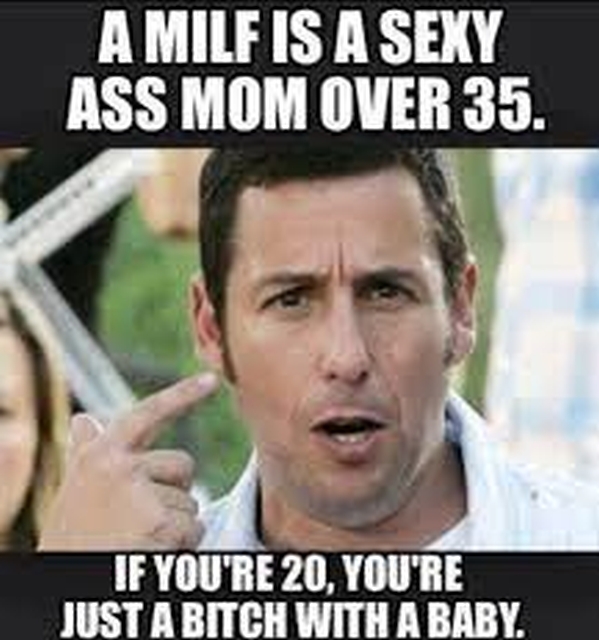 A MILF IS A SEXY
ASS MOM OVER 35.
IF YOU'RE 20, YOU'RE
JUST A BITCH WITH A BABY.